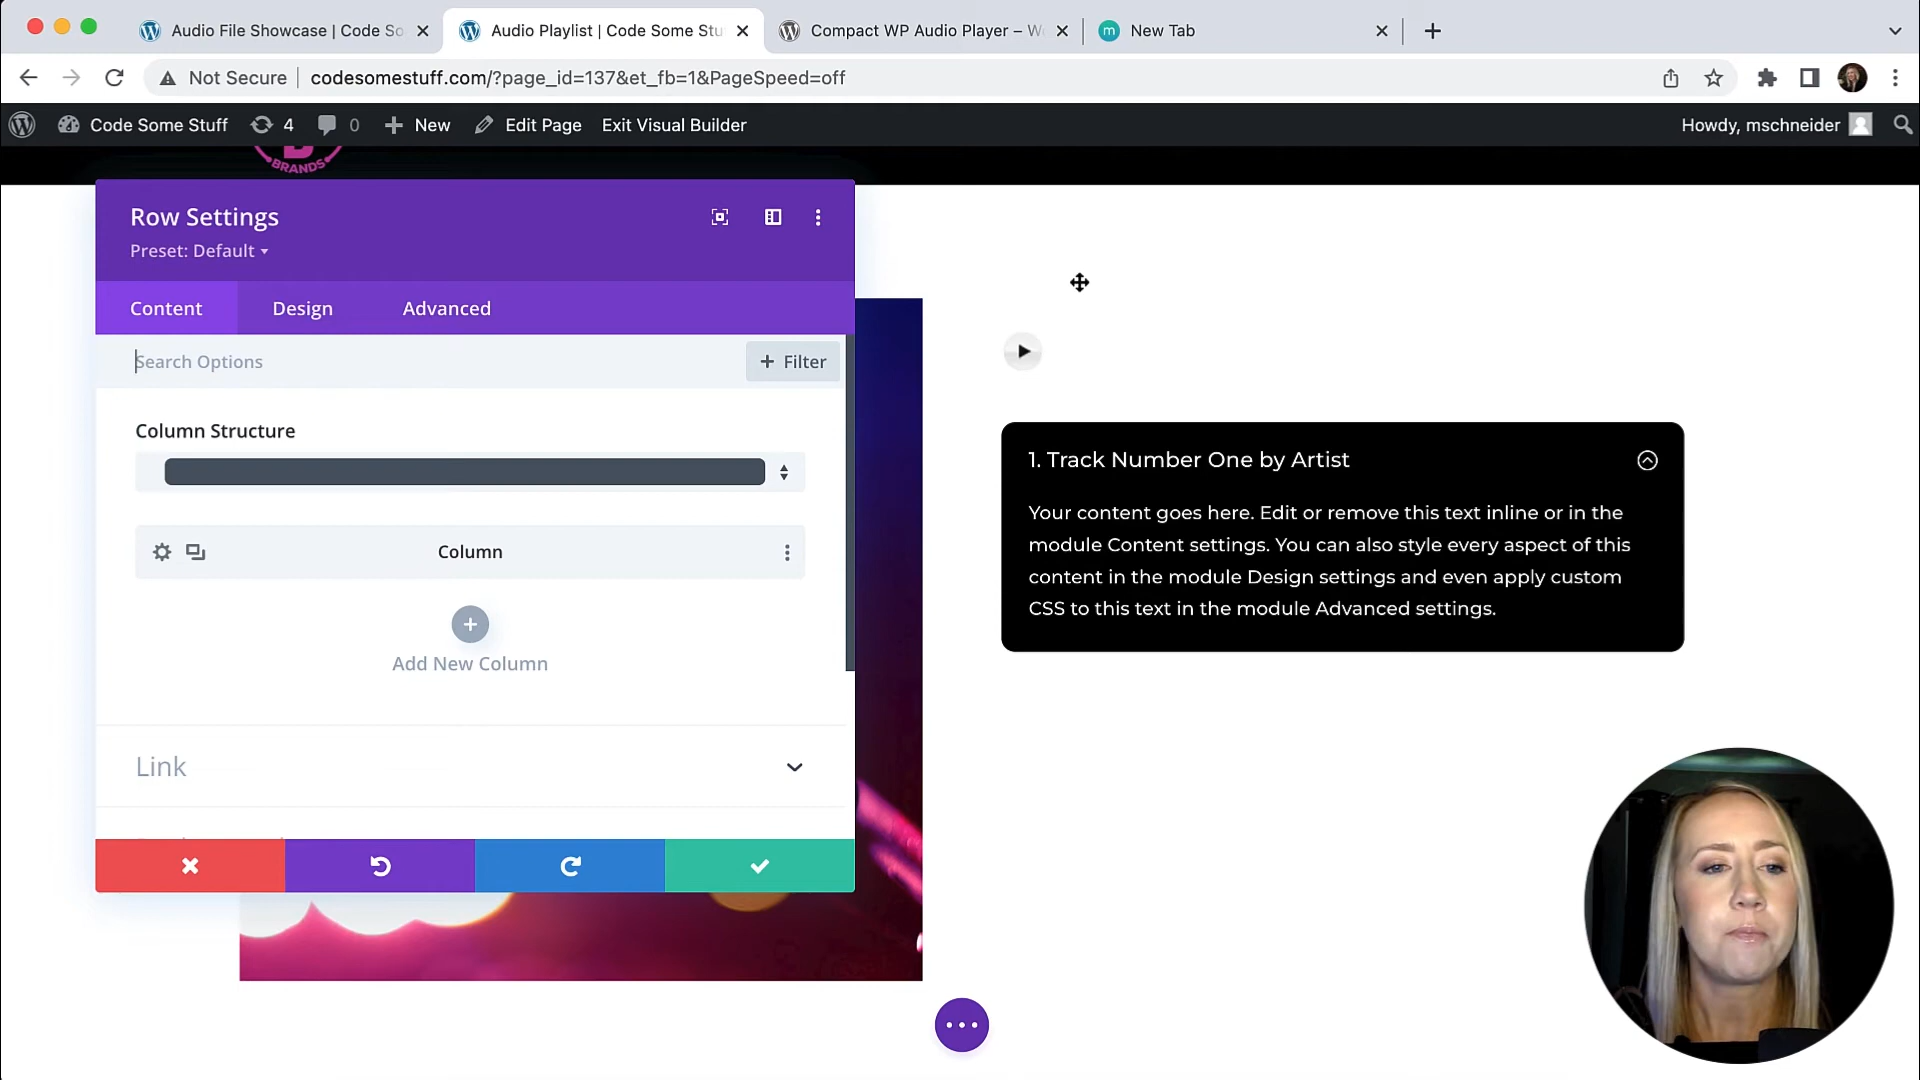 Audio File Showcase | Code So
Audio Playlist | Code Some Stu
Compact WP Audio Player – W
m
New Tab
Not Secure
codesomestuff.com/?page_id=137&et_fb=1&PageSpeed=off
Code Some Stuff
4
0
New
Edit Page
Exit Visual Builder
Howdy, mschneider
B
BRANDS
Row Settings
Preset: Default
Content
Design
Advanced
Search Options
+ Filter
Column Structure
Column
Add New Column
Link
1. Track Number One by Artist
Your content goes here. Edit or remove this text inline or in the
module Content settings. You can also style every aspect of this
content in the module Design settings and even apply custom
CSS to this text in the module Advanced settings.